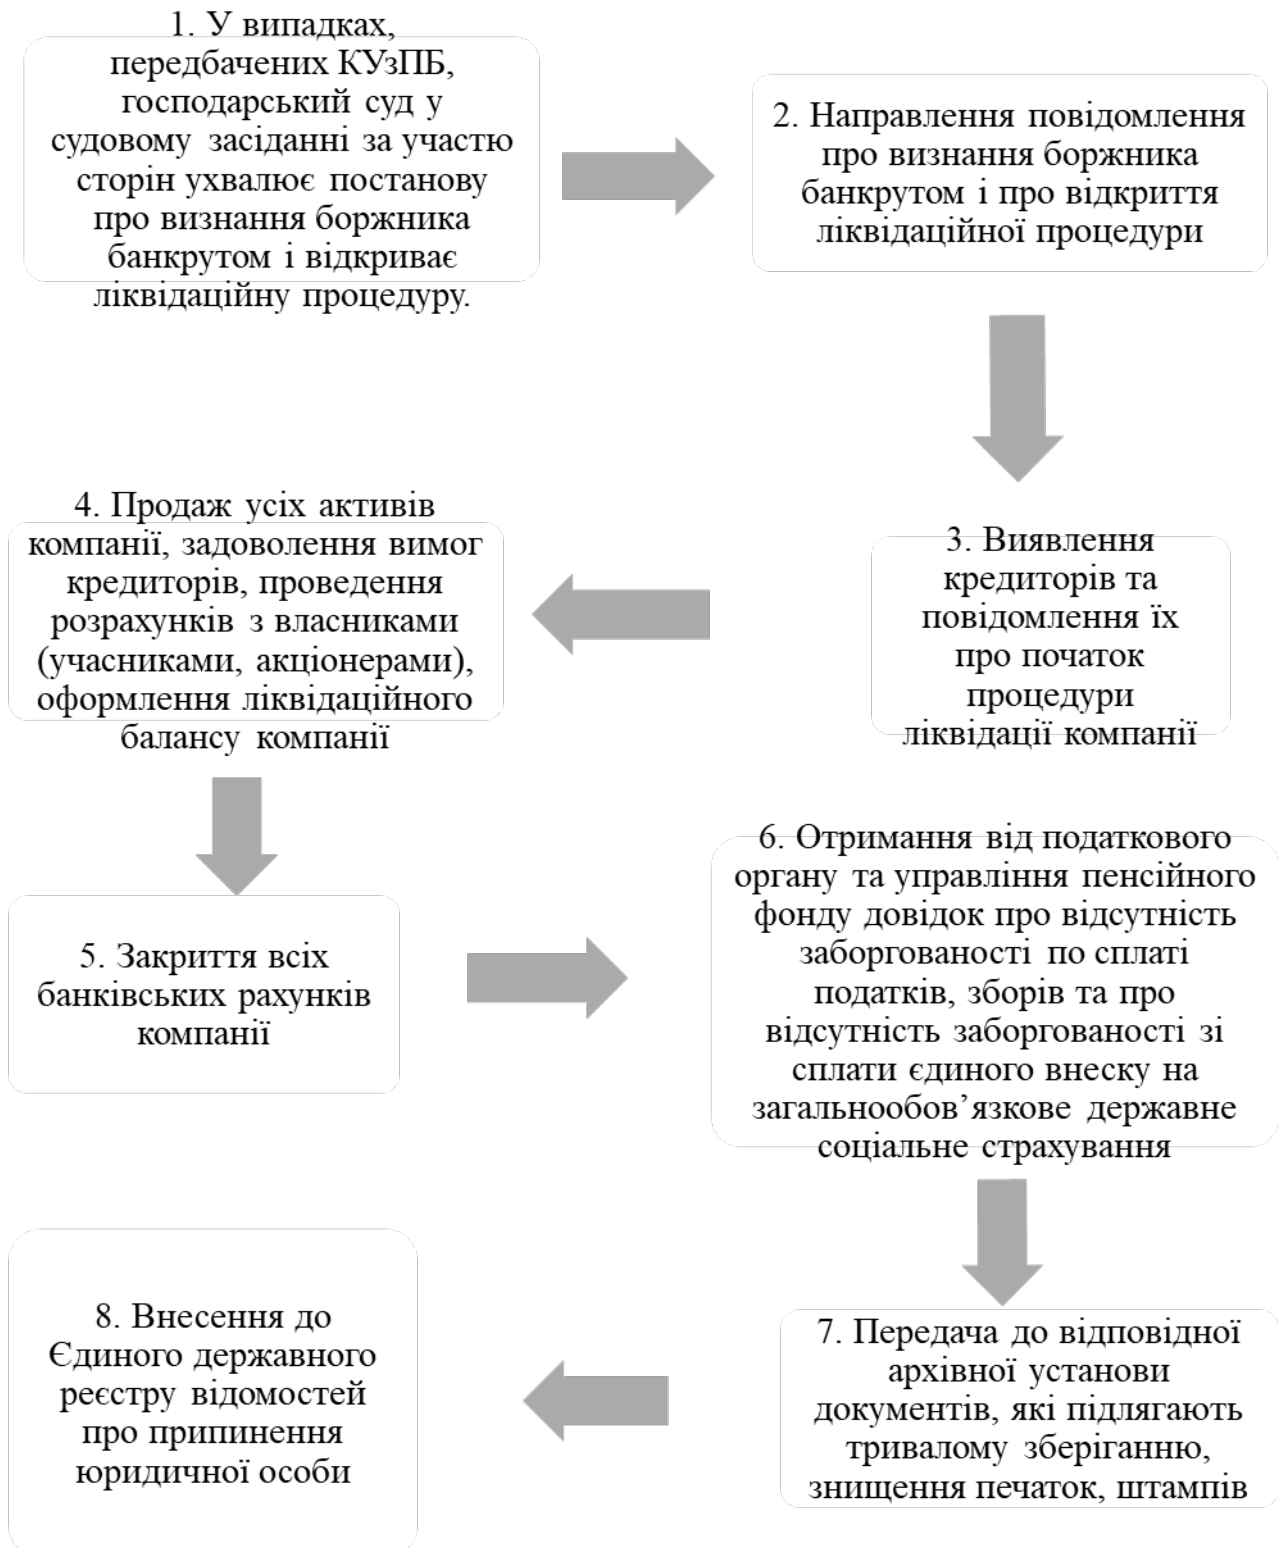 1. У випадках,
передбачених КУзПБ,
господарський суд у
судовому засіданні за участю
сторін ухвалює постанову
про визнання боржника
банкрутом і відкриває
ліквідаційну процедуру.
2. Направлення повідомлення
про визнання боржника
банкрутом і про відкриття
ліквідаційної процедури
3. Виявлення
кредиторів та
повідомлення їх
про початок
процедури
ліквідації компанії
4. Продаж усіх активів
компанії, задоволення вимог
кредиторів, проведення
розрахунків з власниками
(учасниками, акціонерами),
оформлення ліквідаційного
балансу компанії
5. Закриття всіх
банківських рахунків
компанії
6. Отримання від податкового
органу та управління пенсійного
фонду довідок про відсутність
заборгованості по сплаті
податків, зборів та про
відсутність заборгованості зі
сплати єдиного внеску на
загальнообов’язкове державне
соціальне страхування
7. Передача до відповідної
архівної установи
документів, які підлягають
тривалому зберіганню,
знищення печаток, штампів
8. Внесення до
Єдиного державного
реєстру відомостей
про припинення
юридичної особи